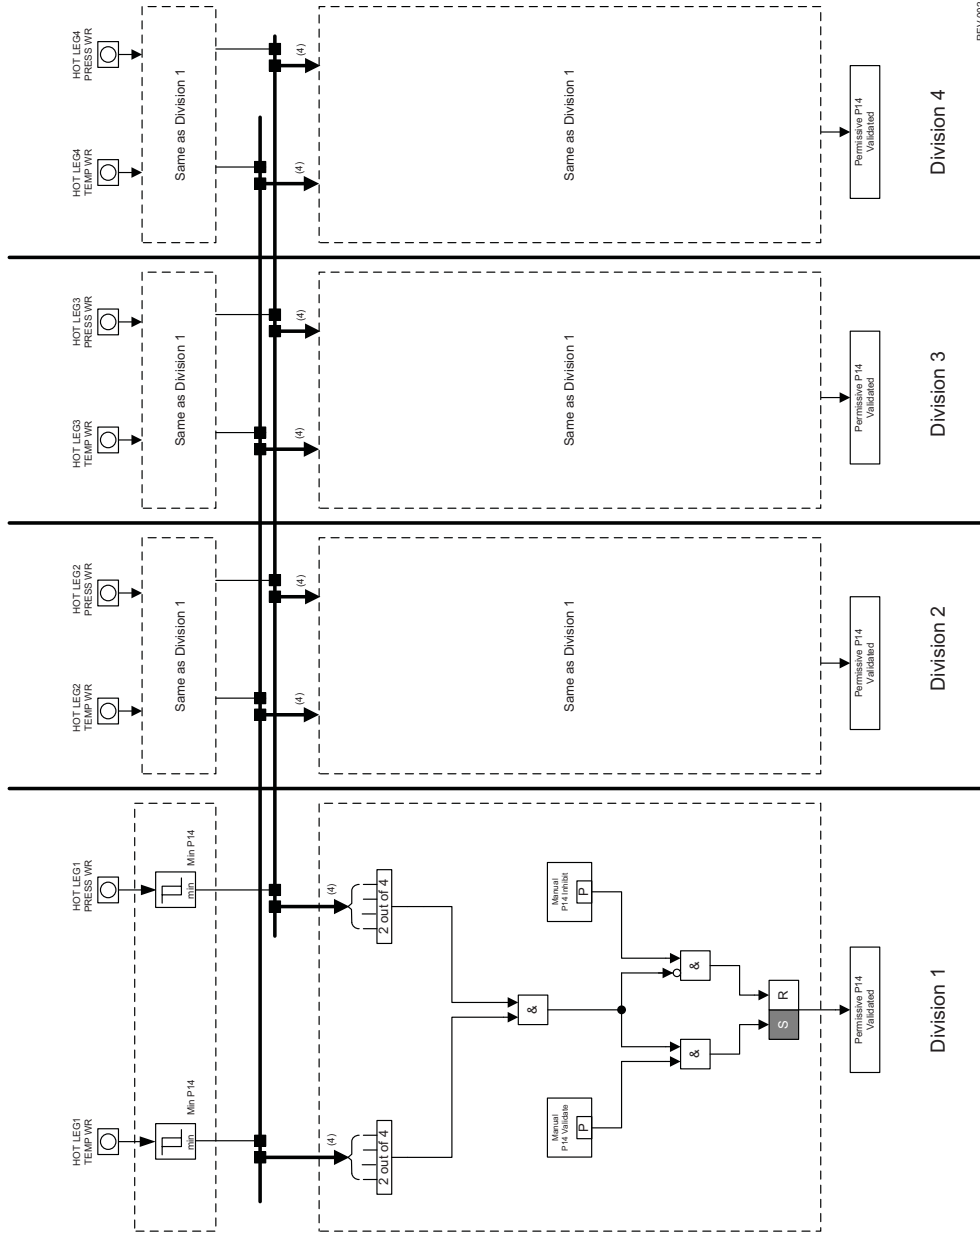 HOT LEG1
TEMP WR
HOT LEG1
PRESS WR
HOT LEG2
TEMP WR
HOT LEG2
PRESS WR
HOT LEG3
TEMP WR
HOT LEG3
PRESS WR
HOT LEG4
TEMP WR
HOT LEG4
PRESS WR
min
Min P14
min
Min P14
Same as Division 1
Same as Division 1
Same as Division 1
(4)
(4)
(4)
(4)
(4)
(4)
(4)
(4)
2 out of 4
2 out of 4
Same as Division 1
Same as Division 1
Same as Division 1
&
Manual
P14 Validate
P
Manual
P14 Inhibit
P
&
&
S
R
Permissive P14
Validated
Permissive P14
Validated
Permissive P14
Validated
Permissive P14
Validated
Division 1
Division 2
Division 3
Division 4
REV